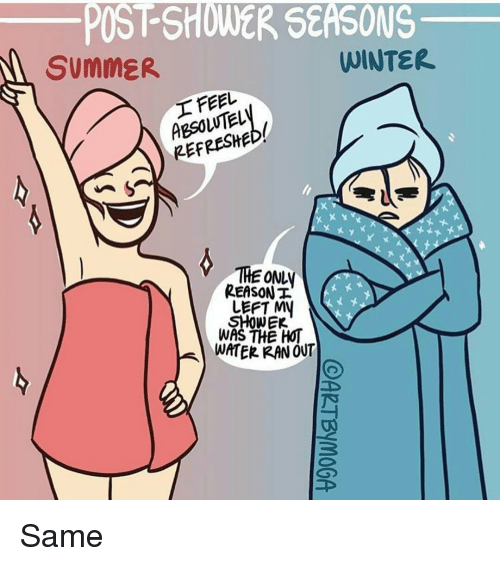 POST-SHOWER SEASONS
SUMMER
WINTER
I FEEL
ABSOLUTELY
REFRESHED!
THE ONLY
REASON I
LEFT MY
SHOWER
WAS THE HOT
WATER RAN OUT
©ARTBYMOGA
Same